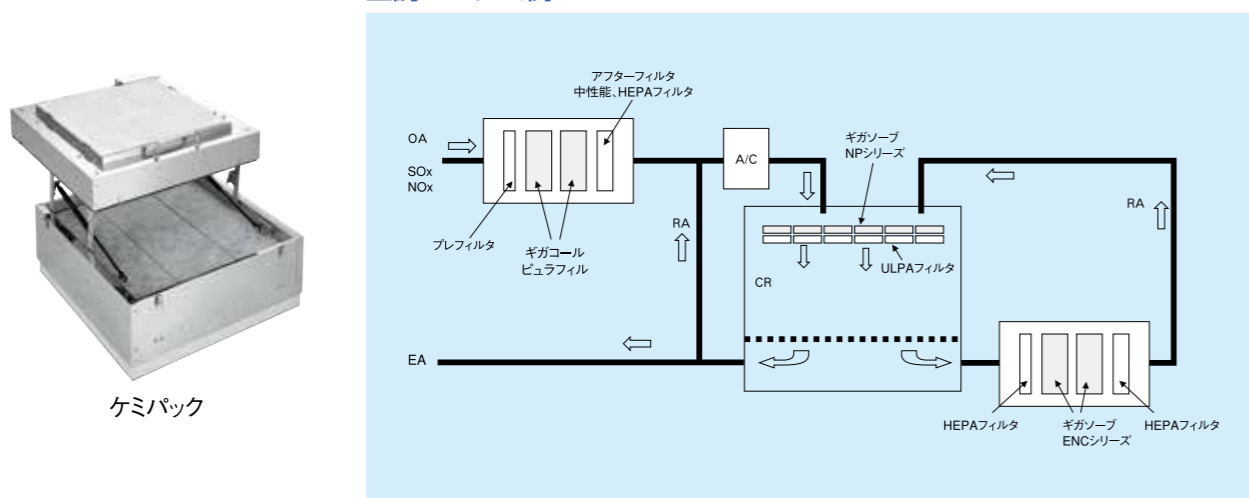 ケミパック
アフターフィルタ
中性能、HEPAフィルタ
OA
SOx
NOx
プレフィルタ
ギガコール
ピュラフィル
RA
A/C
ギガソーブ
NPシリーズ
ULPAフィルタ
CR
RA
EA
HEPAフィルタ
ギガソーブ
ENCシリーズ
HEPAフィルタ